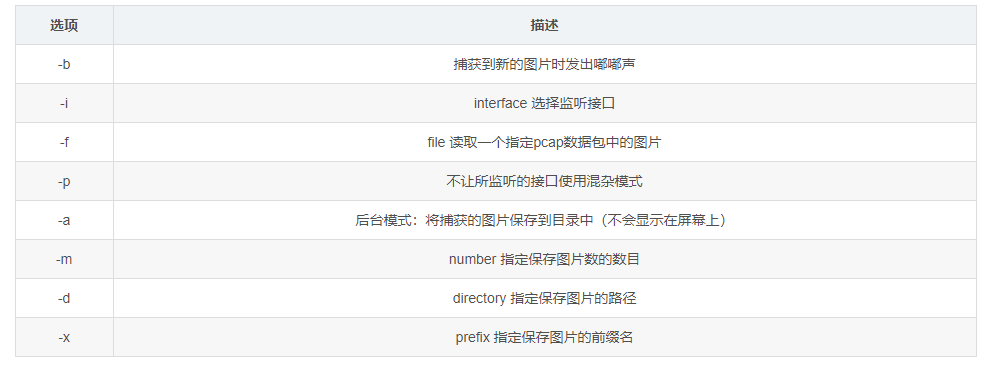 选项 描述
-b 捕获到新的图片时发出嘟嘟声
-i interface 选择监听接口
-f file 读取一个指定pcap数据包中的图片
-p 不让所监听的接口使用混杂模式
-a 后台模式：将捕获的图片保存到目录中（不会显示在屏幕上）
-m number 指定保存图片数的数目
-d directory 指定保存图片的路径
-x prefix 指定保存图片的前缀名